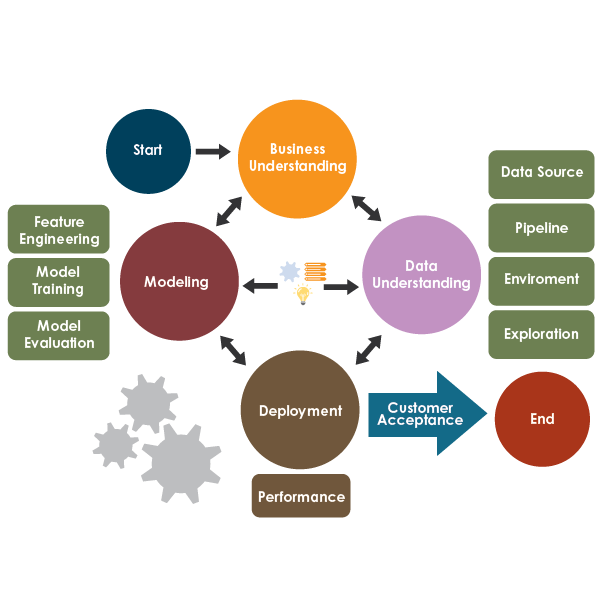 Start
Business
Understanding
Data Source
Pipeline
Enviroment
Exploration
Feature
Engineering
Model
Training
Model
Evaluation
Modeling
Data
Understanding
Deployment
Customer
Acceptance
End
Performance